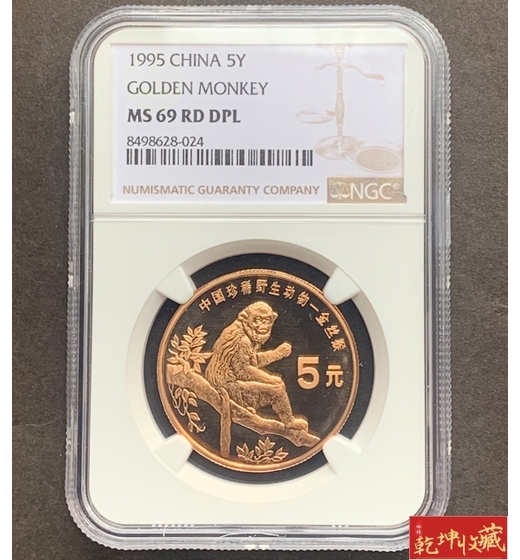 1995 CHINA 5Y
GOLDEN MONKEY
MS 69 RD DPL
8498628-024
NUMISMATIC GUARANTY COMPANY
NGC
中国珍稀野生动物—金丝猴
5元
乾坤收藏